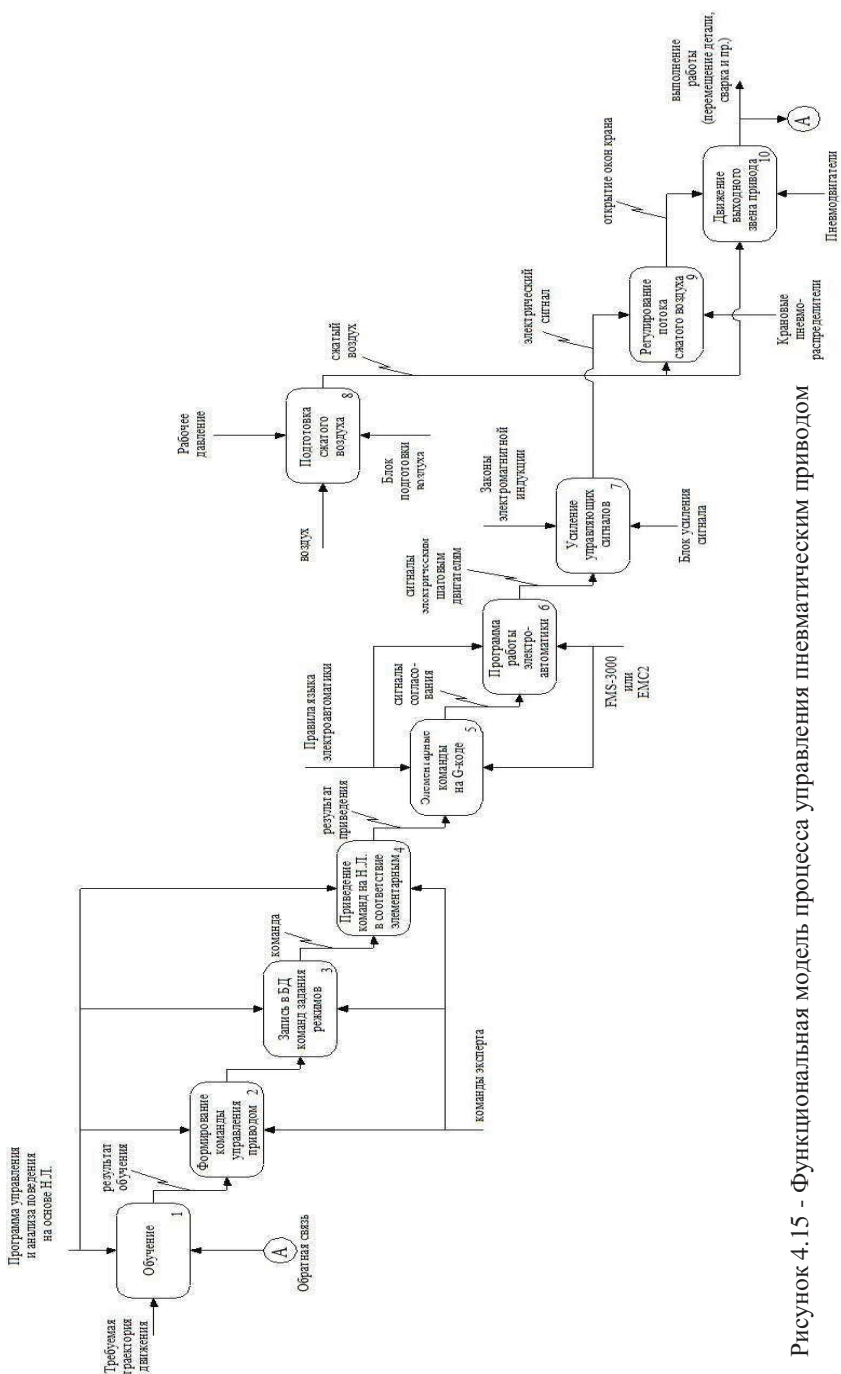 Программа управления
и анализа поведения
на основе Н.Л.
Требуемая
траектория
движения
Обучение
1
А
Обратная связь
результат
обучения
Формирование
команды
управления
приводом
2
Запись в БД
команд задания
режимов
3
команда
команды эксперта
Приведение
команд на Н.Л.
в соответствие
элементарным
4
результат
приведения
Правила языка
электроавтоматики
Элементарные
команды
на G-коде
5
сигналы
согласо-
вания
Программа
работы
электро-
автоматики
6
FMS-3000
или
EMC2
сигналы
электрическим
шаговым
двигателям
Законы
электромагнитной
индукции
Усиление
управляющих
сигналов
7
Блок усиления
сигнала
Рабочее
давление
воздух
Подготовка
сжатого
воздуха
8
Блок
подготовки
воздуха
сжатый
воздух
электрический
сигнал
Регулирование
потока
сжатого воздуха
9
Крановые
пневмо-
распределители
открытие окон крана
Движение
выходного
звена привода
10
Пневмодвигатели
выполнение
работы
(перемещение детали,
сварка и пр.)
А
Рисунок 4.15 - Функциональная модель процесса управления пневматическим приводом